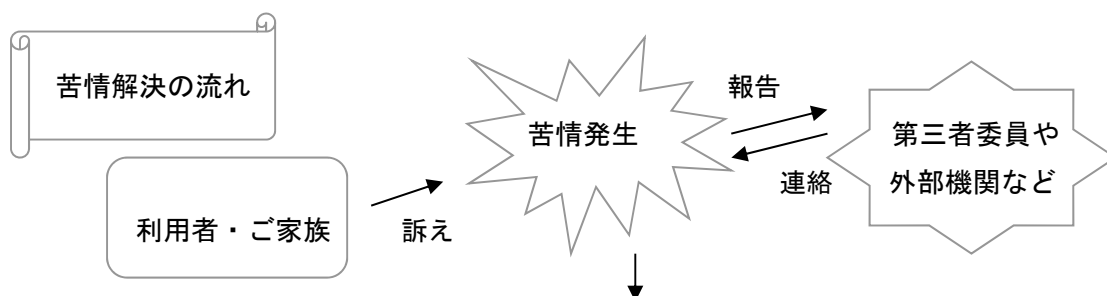 苦情解決の流れ
苦情発生
報告
連絡
第三者委員や
外部機関など
利用者・ご家族
訴え